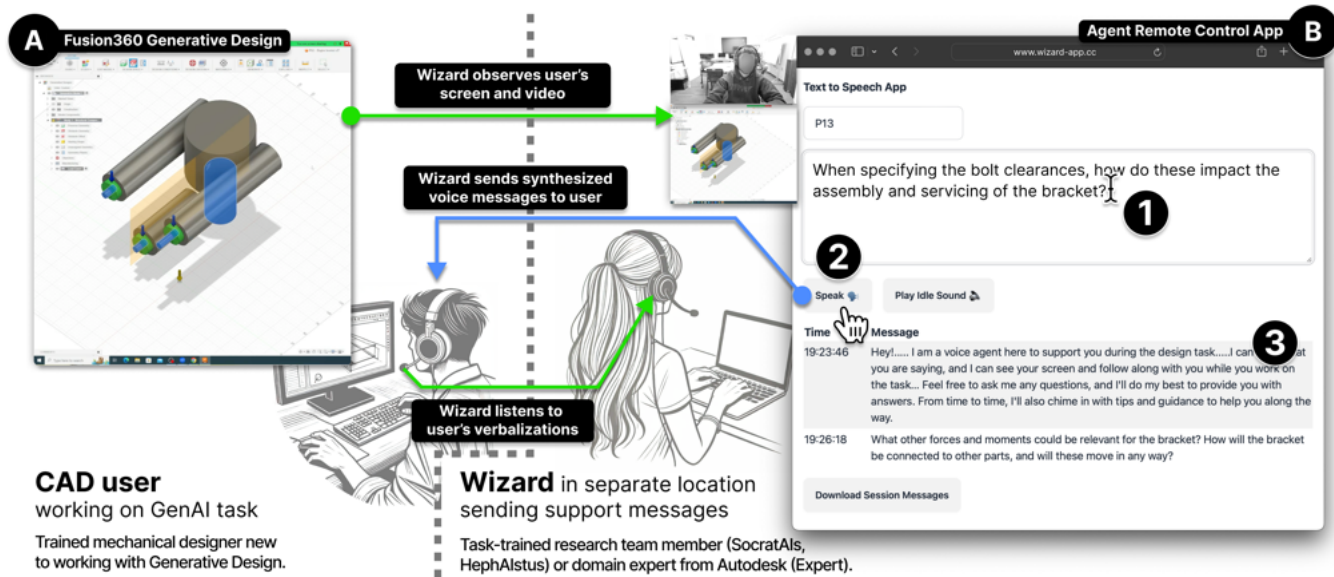 A
Fusion360 Generative Design
Wizard observes user's
screen and video
Wizard sends synthesized
voice messages to user
Wizard listens to
user's verbalizations
CAD user
working on GenAI task
Trained mechanical designer new
to working with Generative Design.
Wizard in separate location
sending support messages
Task-trained research team member (SocratAIs,
HephAIstus) or domain expert from Autodesk (Expert).
Agent Remote Control App
B
www.wizard-app.cc
Text to Speech App
P13
When specifying the bolt clearances, how do these impact the
assembly and servicing of the bracket?
1
2
Speak
Play Idle Sound
Time Message
3
19:23:46 Hey!..... I am a voice agent here to support you during the design task.....I can at
you are saying, and I can see your screen and follow along with you while you work on
the task... Feel free to ask me any questions, and I'll do my best to provide you with
answers. From time to time, I'll also chime in with tips and guidance to help you along the
way.
19:26:18 What other forces and moments could be relevant for the bracket? How will the bracket
be connected to other parts, and will these move in any way?
Download Session Messages